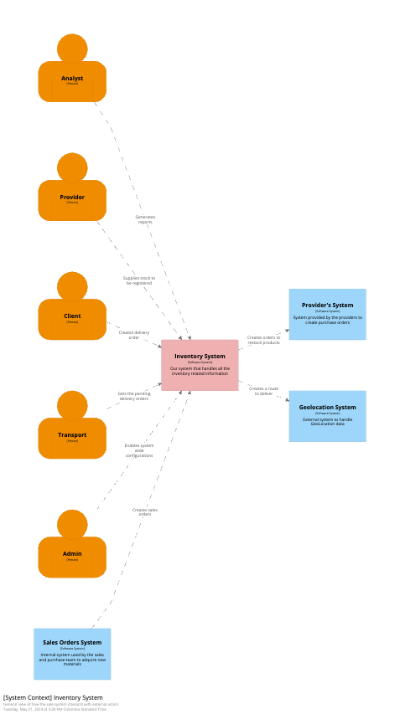 Analyst
[Person]
Provider
[Person]
Client
[Person]
Transport
[Person]
Admin
[Person]
Sales Orders System
[Software System]
Internal system used by the sales
and purchase team to adquire new
materials
Generates
reports
Supplies stock to
be registered
Creates delivery
order
Gets the pending
delivery orders
Enables system
wide
configurations
Creates sales
orders
Inventory System
[Software System]
Our system that handles all the
inventory related information
Creates orders to
restock products
Creates a route
to deliver
Provider's System
[Software System]
System provided by the providers to
create purchase orders
Geolocation System
[Software System]
External system to handle
GeoLocation data
[System Context] Inventory System
General view of how the sale system interacts with external actors
Tuesday, May 21, 2024 at 5:26 PM Colombia Standard Time